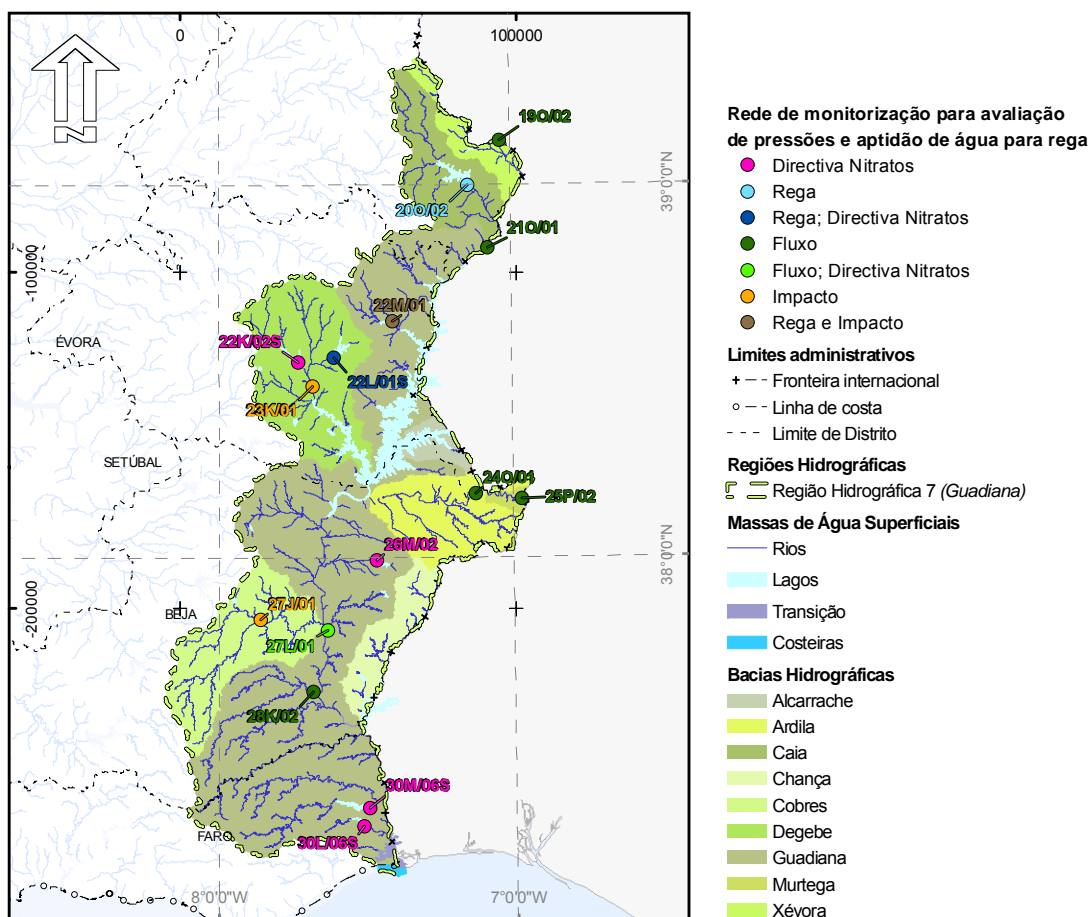 0
100000
19O/02
39°0'0"N
20O/02
21O/01
-100000
22M/01
ÉVORA
22K/02S
22L/01S
23K/01
SETÚBAL
24O/01
25P/02
26M/02
38°0'0"N
-200000
BEJA
27J/01
27L/01
28K/02
30M/06S
FARO
30L/06S
8°0'0"W
7°0'0"W
N
Rede de monitorização para avaliação
de pressões e aptidão de água para rega
Directiva Nitratos
Rega
Rega; Directiva Nitratos
Fluxo
Fluxo; Directiva Nitratos
Impacto
Rega e Impacto
Limites administrativos
Fronteira internacional
Linha de costa
Limite de Distrito
Regiões Hidrográficas
Região Hidrográfica 7 (Guadiana)
Massas de Água Superficiais
Rios
Lagos
Transição
Costeiras
Bacias Hidrográficas
Alcarrache
Ardila
Caia
Chança
Cobres
Degebe
Guadiana
Murtega
Xévora